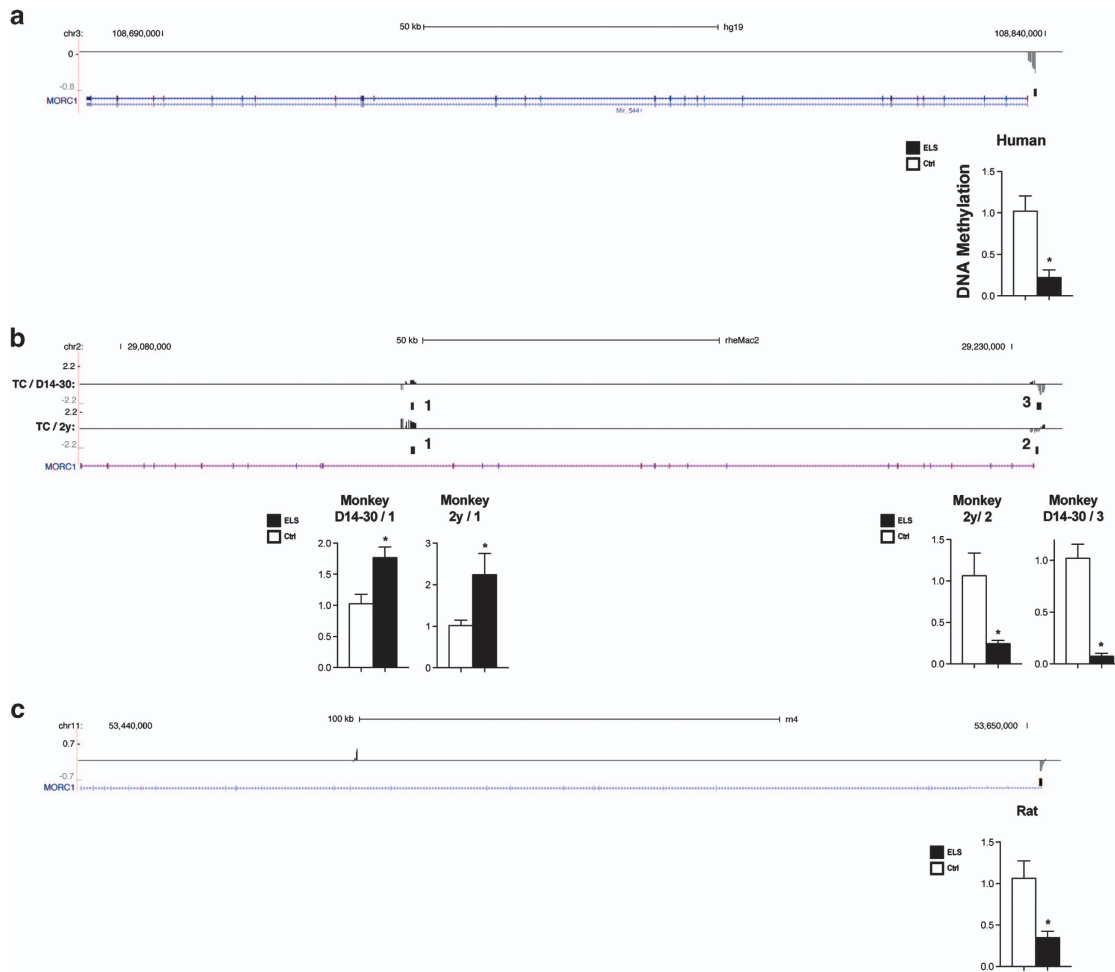 a
chr3: 108,690,000 50 kb hg19 108,840,000
0
-0.8
MORC1
Mir_544
ELS
Ctrl
Human
DNA Methylation
1.5
1.0
0.5
0.0
*
b
chr2: 29,080,000 50 kb rheMac2 29,230,000
2.2
TC / D14-30:
-2.2
1
3
2.2
TC / 2y:
-2.2
1
2
MORC1
ELS
Ctrl
Monkey
D14-30 / 1
2.0
1.5
1.0
0.5
0.0
*
Monkey
2y / 1
3
2
1
0
*
ELS
Ctrl
Monkey
2y/ 2
1.5
1.0
0.5
0.0
*
Monkey
D14-30 / 3
1.0
0.5
0.0
*
c
chr11: 53,440,000 100 kb rn4 53,650,000
0.7
-0.7
MORC1
Rat
ELS
Ctrl
1.5
1.0
0.5
0.0
*